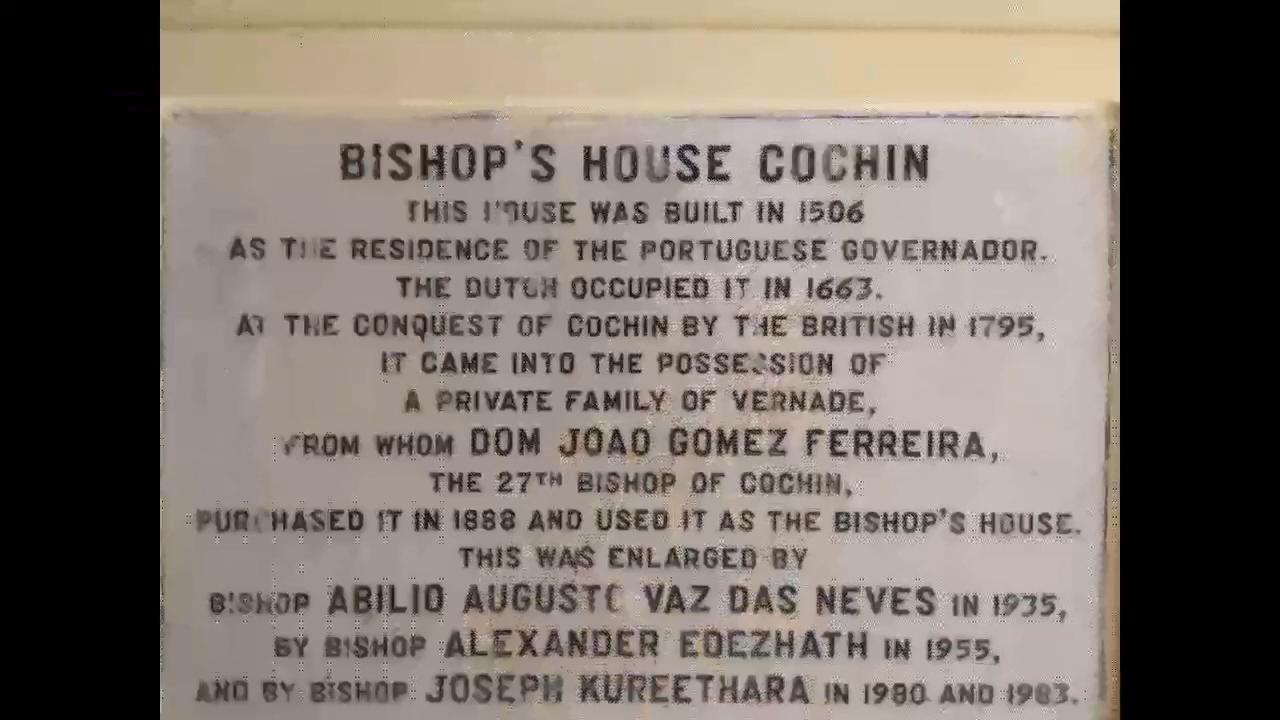 BISHOP'S HOUSE COCHIN
THIS HOUSE WAS BUILT IN 1506
AS THE RESIDENCE OF THE PORTUGUESE GOVERNADOR.
THE DUTCH OCCUPIED IT IN 1663.
AT THE CONQUEST OF COCHIN BY THE BRITISH IN 1795,
IT CAME INTO THE POSSESSION OF
A PRIVATE FAMILY OF VERNADE,
FROM WHOM DOM JOAO GOMEZ FERREIRA,
THE 27TH BISHOP OF COCHIN,
PURCHASED IT IN 1888 AND USED IT AS THE BISHOP'S HOUSE.
THIS WAS ENLARGED BY
BISHOP ABILIO AUGUSTO VAZ DAS NEVES IN 1935,
BY BISHOP ALEXANDER EDEZHATH IN 1955,
AND BY BISHOP JOSEPH KUREETHARA IN 1980 AND 1983.